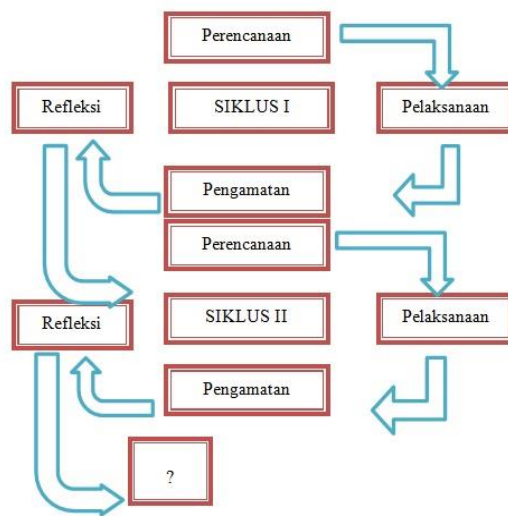 Perencanaan
Refleksi
SIKLUS I
Pelaksanaan
Pengamatan
Perencanaan
Refleksi
SIKLUS II
Pelaksanaan
Pengamatan
?